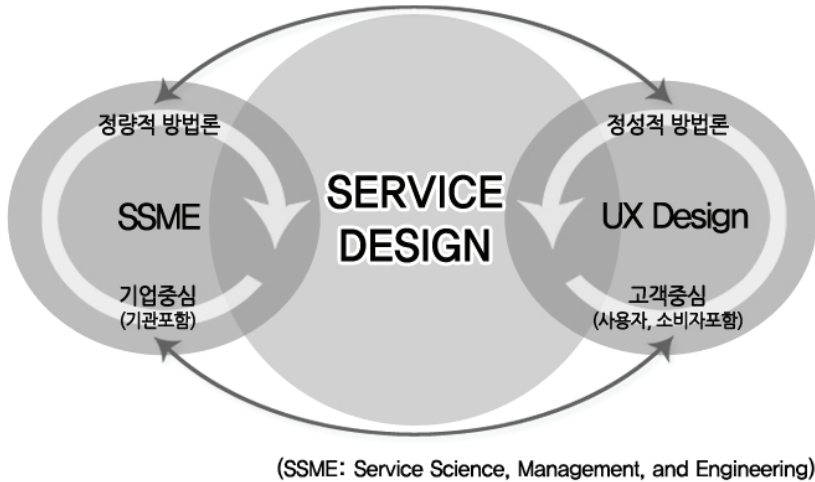 정량적 방법론
SSME
기업중심
(기관포함)
SERVICE
DESIGN
정성적 방법론
UX Design
고객중심
(사용자, 소비자포함)
(SSME: Service Science, Management, and Engineering)